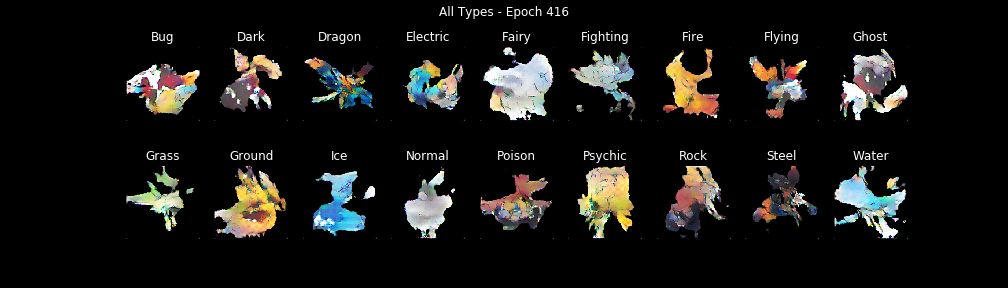 All Types - Epoch 416
Bug Dark Dragon Electric Fairy Fighting Fire Flying Ghost
Grass Ground Ice Normal Poison Psychic Rock Steel Water